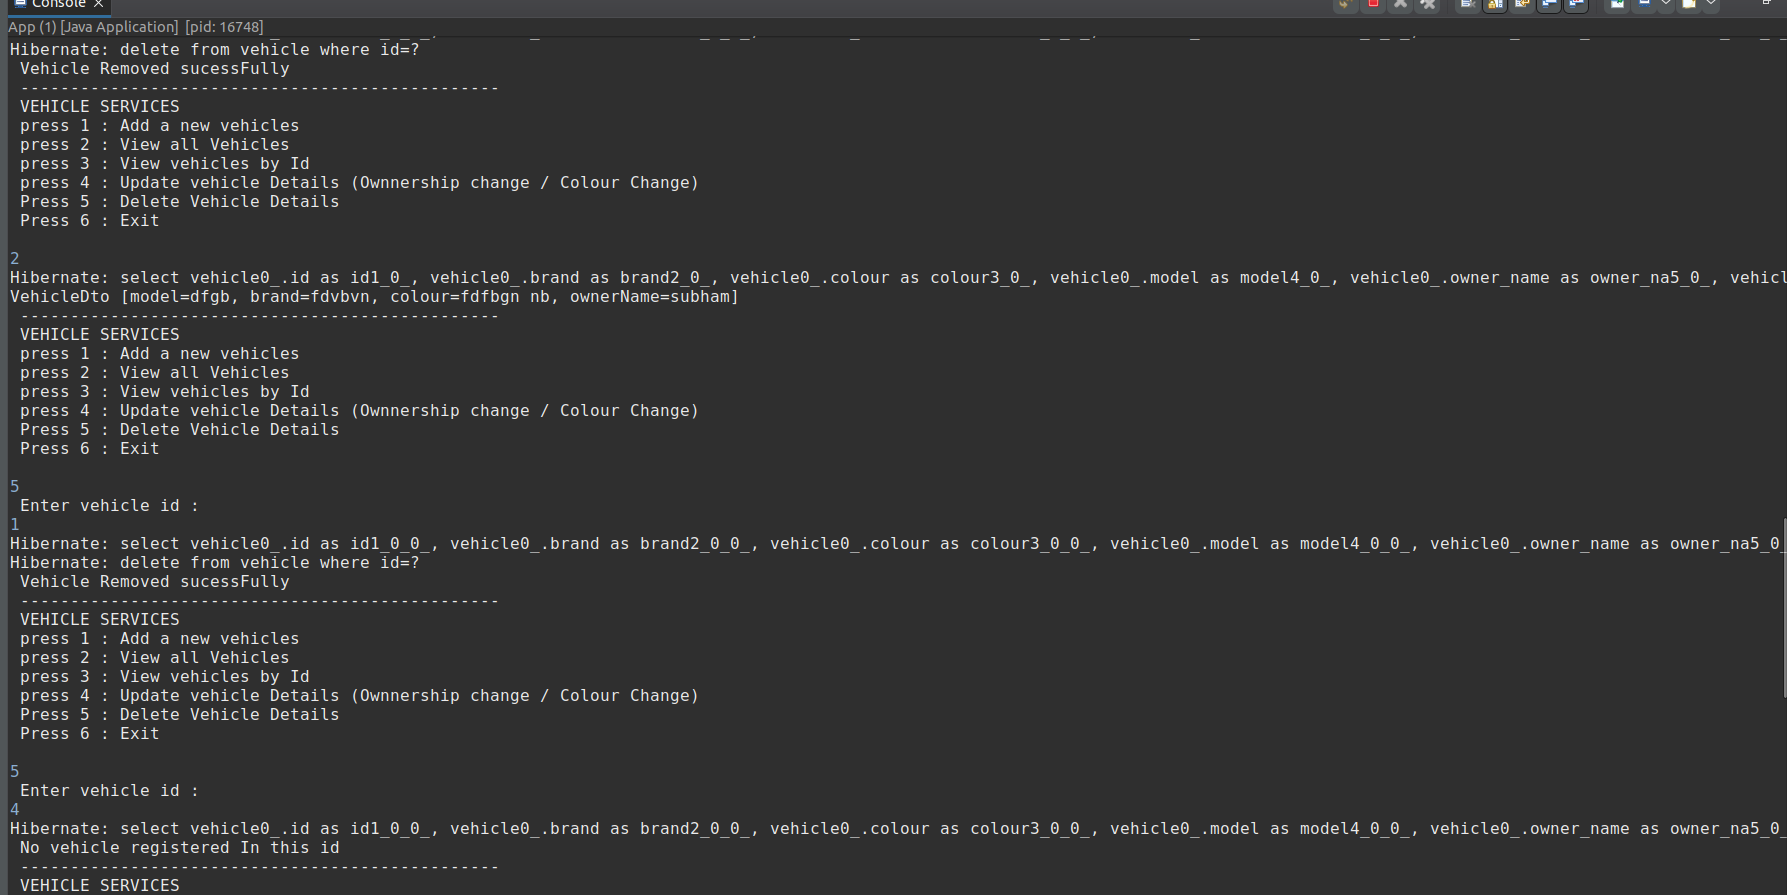 Console
App (1) [Java Application] [pid: 16748]
Hibernate: delete from vehicle where id=?
Vehicle Removed sucessFully
------------------------------------------------
VEHICLE SERVICES
press 1 : Add a new vehicles
press 2 : View all Vehicles
press 3 : View vehicles by Id
press 4 : Update vehicle Details (Ownnership change / Colour Change)
Press 5 : Delete Vehicle Details
Press 6 : Exit
2
Hibernate: select vehicle0_.id as id1_0_, vehicle0_.brand as brand2_0_, vehicle0_.colour as colour3_0_, vehicle0_.model as model4_0_, vehicle0_.owner_name as owner_na5_0_, vehicl
VehicleDto [model=dfgb, brand=fdvbvn, colour=fdfbgn nb, ownerName=subham]
------------------------------------------------
VEHICLE SERVICES
press 1 : Add a new vehicles
press 2 : View all Vehicles
press 3 : View vehicles by Id
press 4 : Update vehicle Details (Ownnership change / Colour Change)
Press 5 : Delete Vehicle Details
Press 6 : Exit
5
Enter vehicle id :
1
Hibernate: select vehicle0_.id as id1_0_0_, vehicle0_.brand as brand2_0_0_, vehicle0_.colour as colour3_0_0_, vehicle0_.model as model4_0_0_, vehicle0_.owner_name as owner_na5_0_
Hibernate: delete from vehicle where id=?
Vehicle Removed sucessFully
------------------------------------------------
VEHICLE SERVICES
press 1 : Add a new vehicles
press 2 : View all Vehicles
press 3 : View vehicles by Id
press 4 : Update vehicle Details (Ownnership change / Colour Change)
Press 5 : Delete Vehicle Details
Press 6 : Exit
5
Enter vehicle id :
4
Hibernate: select vehicle0_.id as id1_0_0_, vehicle0_.brand as brand2_0_0_, vehicle0_.colour as colour3_0_0_, vehicle0_.model as model4_0_0_, vehicle0_.owner_name as owner_na5_0_
No vehicle registered In this id
------------------------------------------------
VEHICLE SERVICES